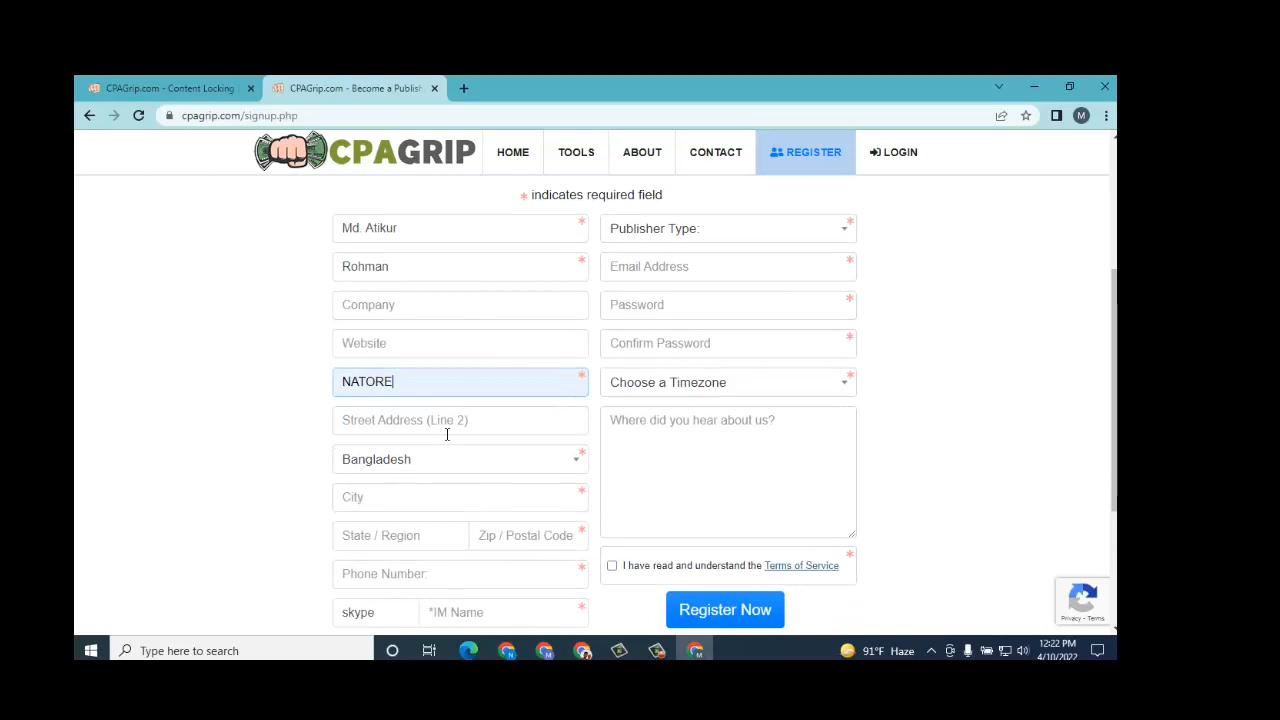 CPAGrip.com - Content Locking
CPAGrip.com - Become a Publish
cpagrip.com/signup.php
M
CPAGRIP
HOME
TOOLS
ABOUT
CONTACT
REGISTER
LOGIN
* indicates required field
Md. Atikur *
Publisher Type: *
Rohman *
Email Address *
Company
Password *
Website
Confirm Password *
NATORE *
Choose a Timezone *
Street Address (Line 2)
Where did you hear about us?
Bangladesh *
City *
State / Region
Zip / Postal Code *
Phone Number: *
I have read and understand the Terms of Service *
skype
*IM Name *
Register Now
Privacy - Terms
Type here to search
91°F Haze
12:22 PM
4/10/2022